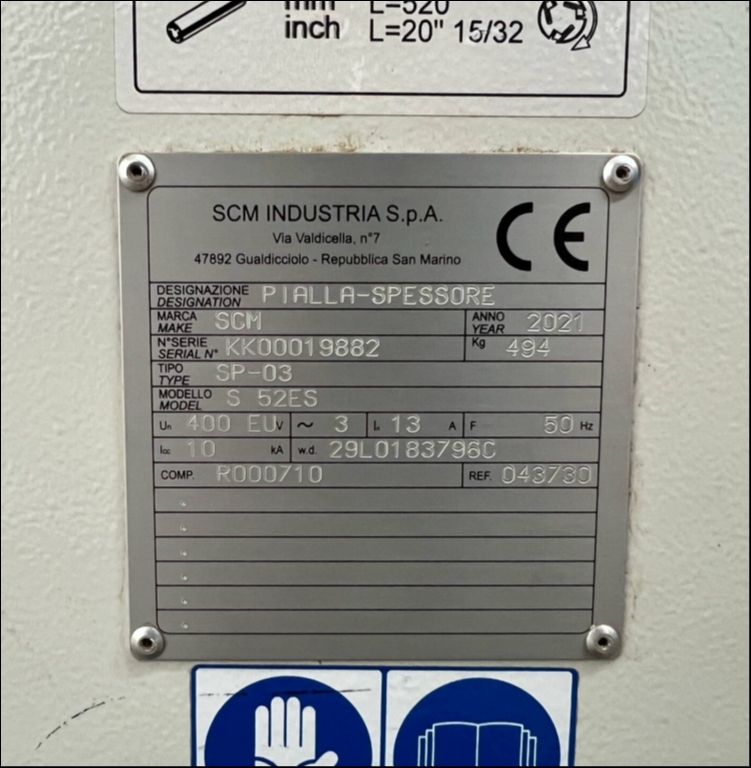 mm L=520
inch L=20" 15/32
SCM INDUSTRIA S.p.A.
Via Valdicella, n°7
47892 Gualdicciolo - Repubblica San Marino
CE
DESIGNAZIONE
DESIGNATION PIALLA-SPESSORE
MARCA
MAKE SCM ANNO
YEAR 2021
N°SERIE
SERIAL N° KK00019882 Kg 494
TIPO
TYPE SP-03
MODELLO
MODEL S 52ES
Un 400 EU V ~ 3 In 13 A F 50 Hz
Icc 10 kA w.d. 29L0183796C
COMP. R000710 REF. 043730